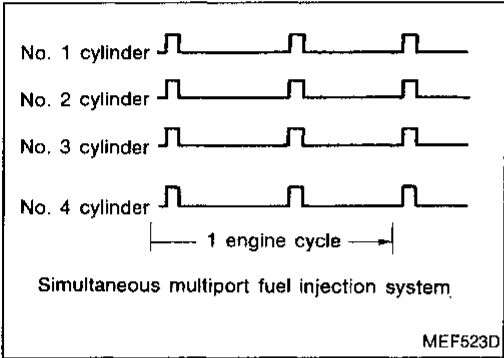 No. 1 cylinder
No. 2 cylinder
No. 3 cylinder
No. 4 cylinder
1 engine cycle
Simultaneous multiport fuel injection system
MEF523D